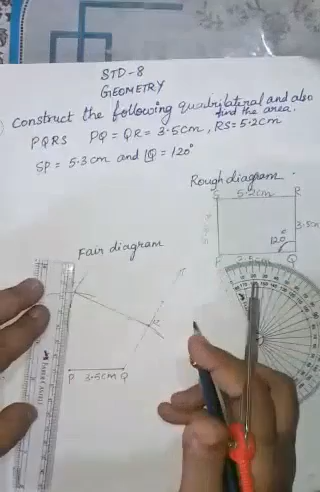 STD-8
GEOMETRY
Construct the following quadrilateral and also
find the area.
PQRS PQ = QR = 3.5cm, RS = 5.2cm
SP = 5.3cm and ∠Q = 120°
Rough diagram.
S 5.2cm R
3.5c
120°
P Q
Fair diagram
R
P 3.5cm Q